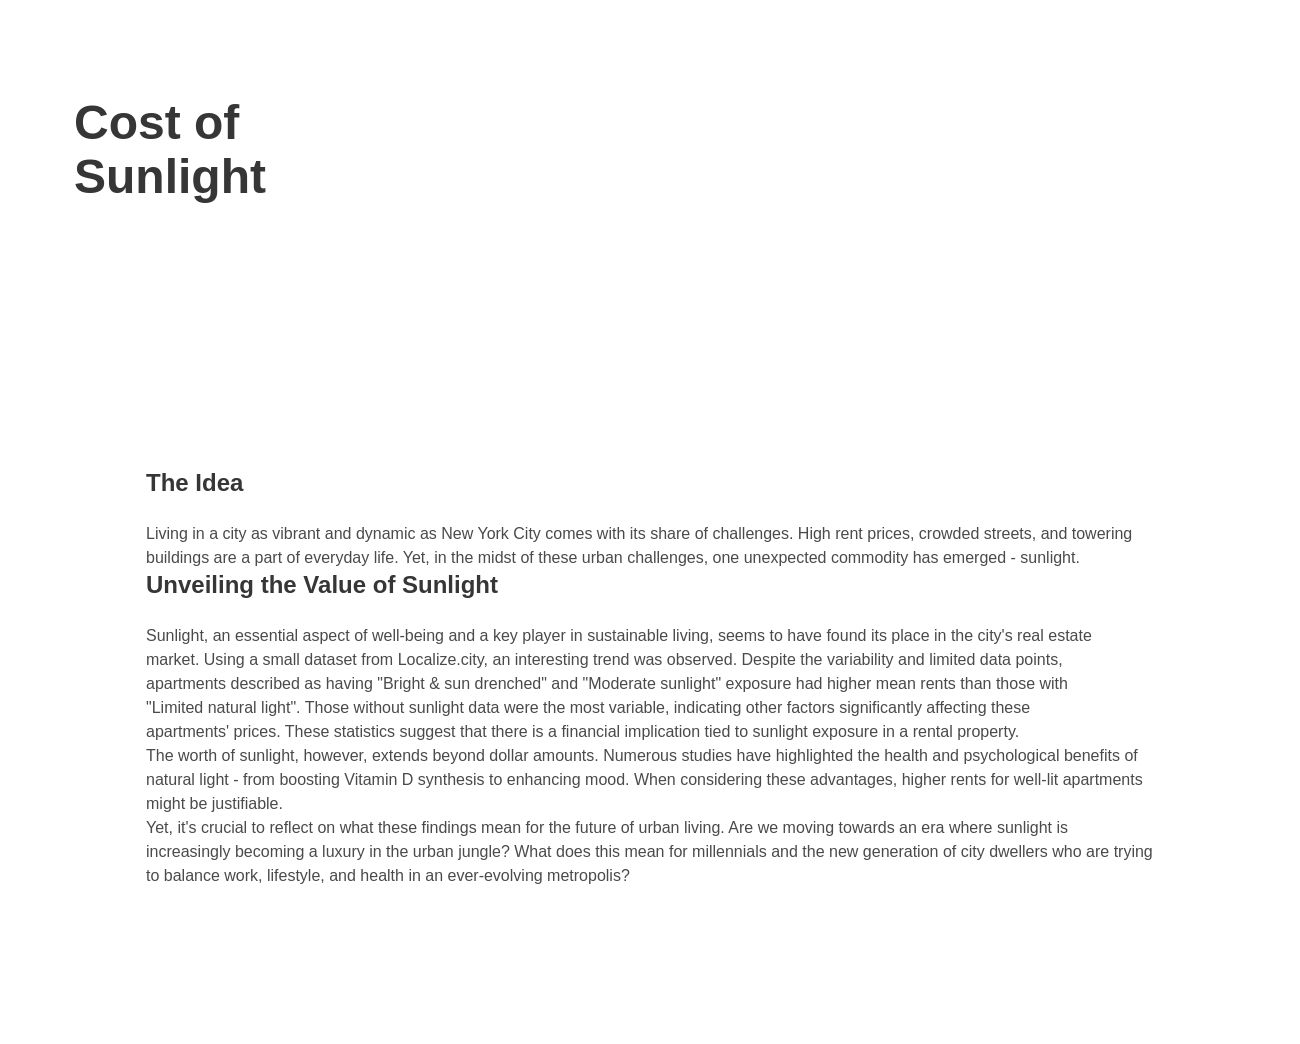 Cost of
Sunlight
The Idea
Living in a city as vibrant and dynamic as New York City comes with its share of challenges. High rent prices, crowded streets, and towering
buildings are a part of everyday life. Yet, in the midst of these urban challenges, one unexpected commodity has emerged - sunlight.
Unveiling the Value of Sunlight
Sunlight, an essential aspect of well-being and a key player in sustainable living, seems to have found its place in the city's real estate
market. Using a small dataset from Localize.city, an interesting trend was observed. Despite the variability and limited data points,
apartments described as having "Bright & sun drenched" and "Moderate sunlight" exposure had higher mean rents than those with
"Limited natural light". Those without sunlight data were the most variable, indicating other factors significantly affecting these
apartments' prices. These statistics suggest that there is a financial implication tied to sunlight exposure in a rental property.
The worth of sunlight, however, extends beyond dollar amounts. Numerous studies have highlighted the health and psychological benefits of
natural light - from boosting Vitamin D synthesis to enhancing mood. When considering these advantages, higher rents for well-lit apartments
might be justifiable.
Yet, it's crucial to reflect on what these findings mean for the future of urban living. Are we moving towards an era where sunlight is
increasingly becoming a luxury in the urban jungle? What does this mean for millennials and the new generation of city dwellers who are trying
to balance work, lifestyle, and health in an ever-evolving metropolis?